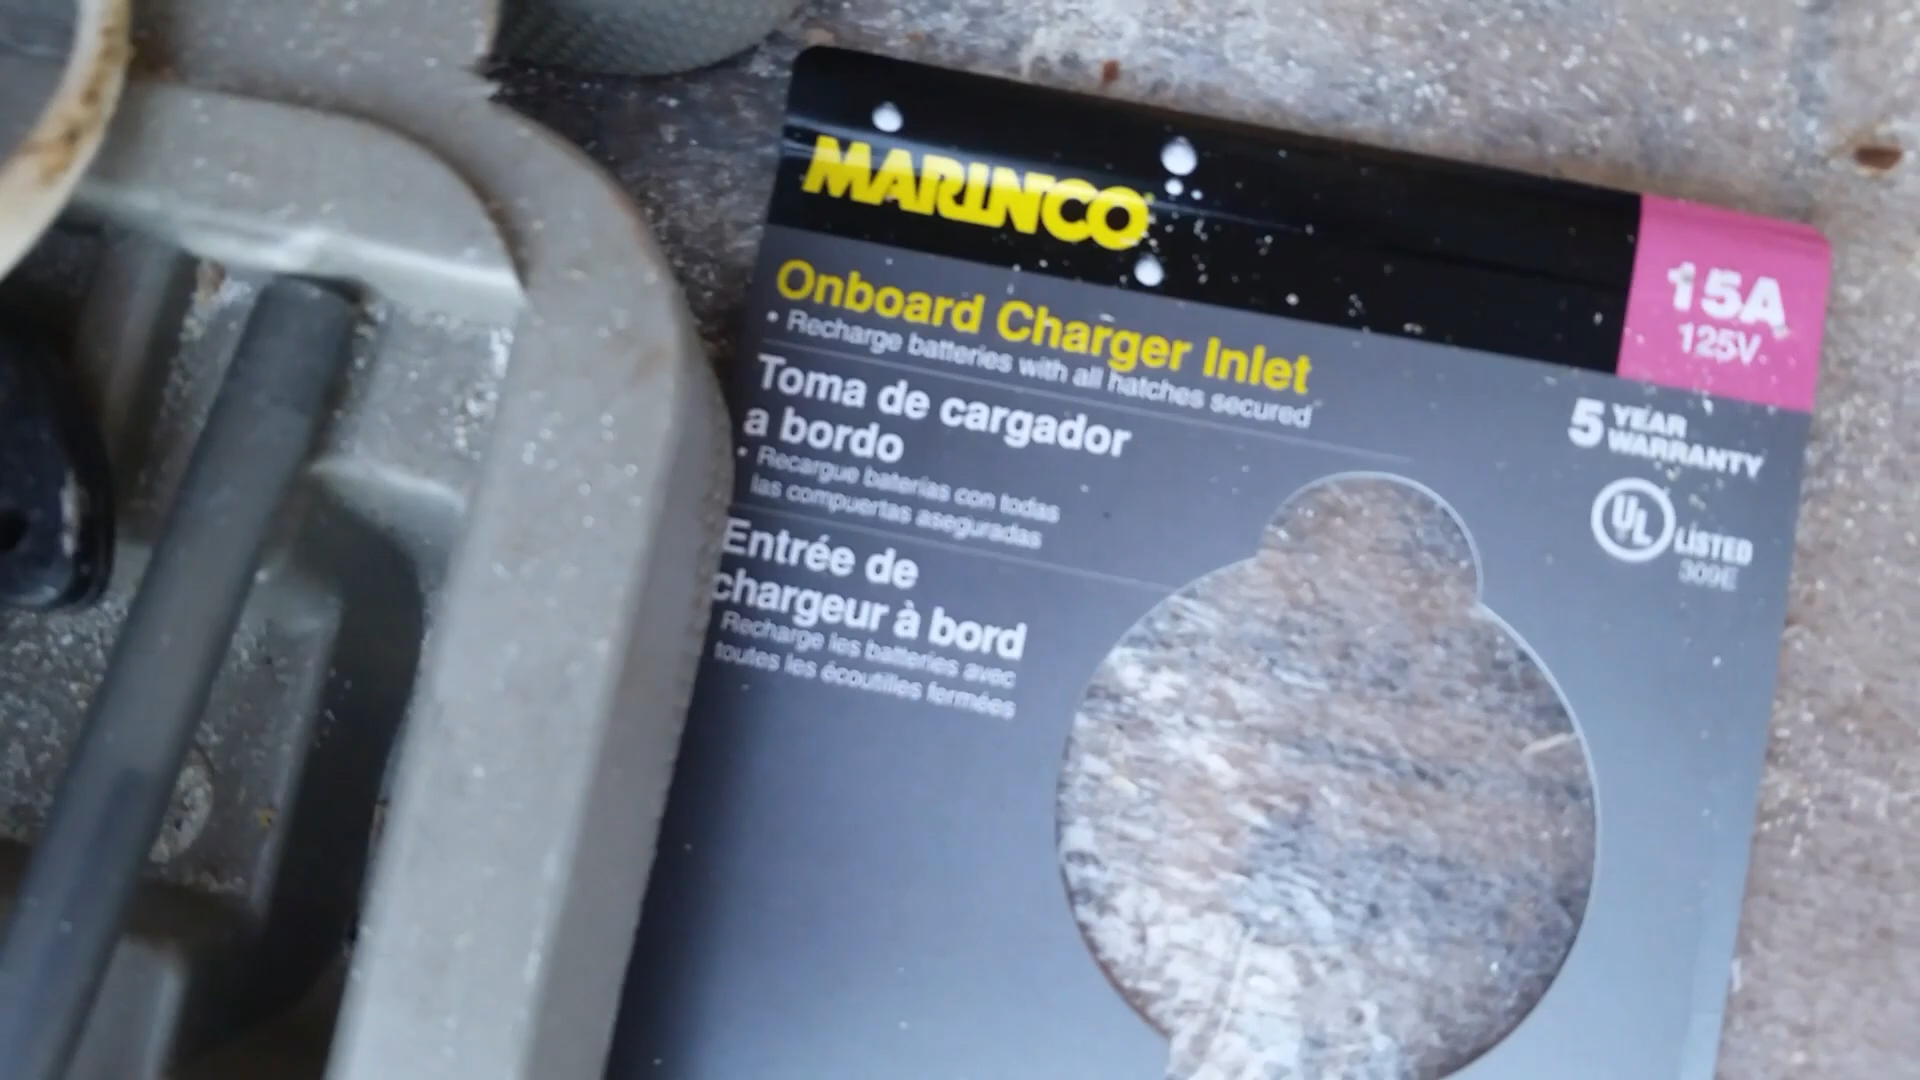 MARINCO
15A
125V
Onboard Charger Inlet
• Recharge batteries with all hatches secured
5 YEAR
WARRANTY
Toma de cargador
a bordo
• Recargue baterías con todas
las compuertas aseguradas
UL LISTED
309E
Entrée de
chargeur à bord
Recharge les batteries avec
toutes les écoutilles fermées